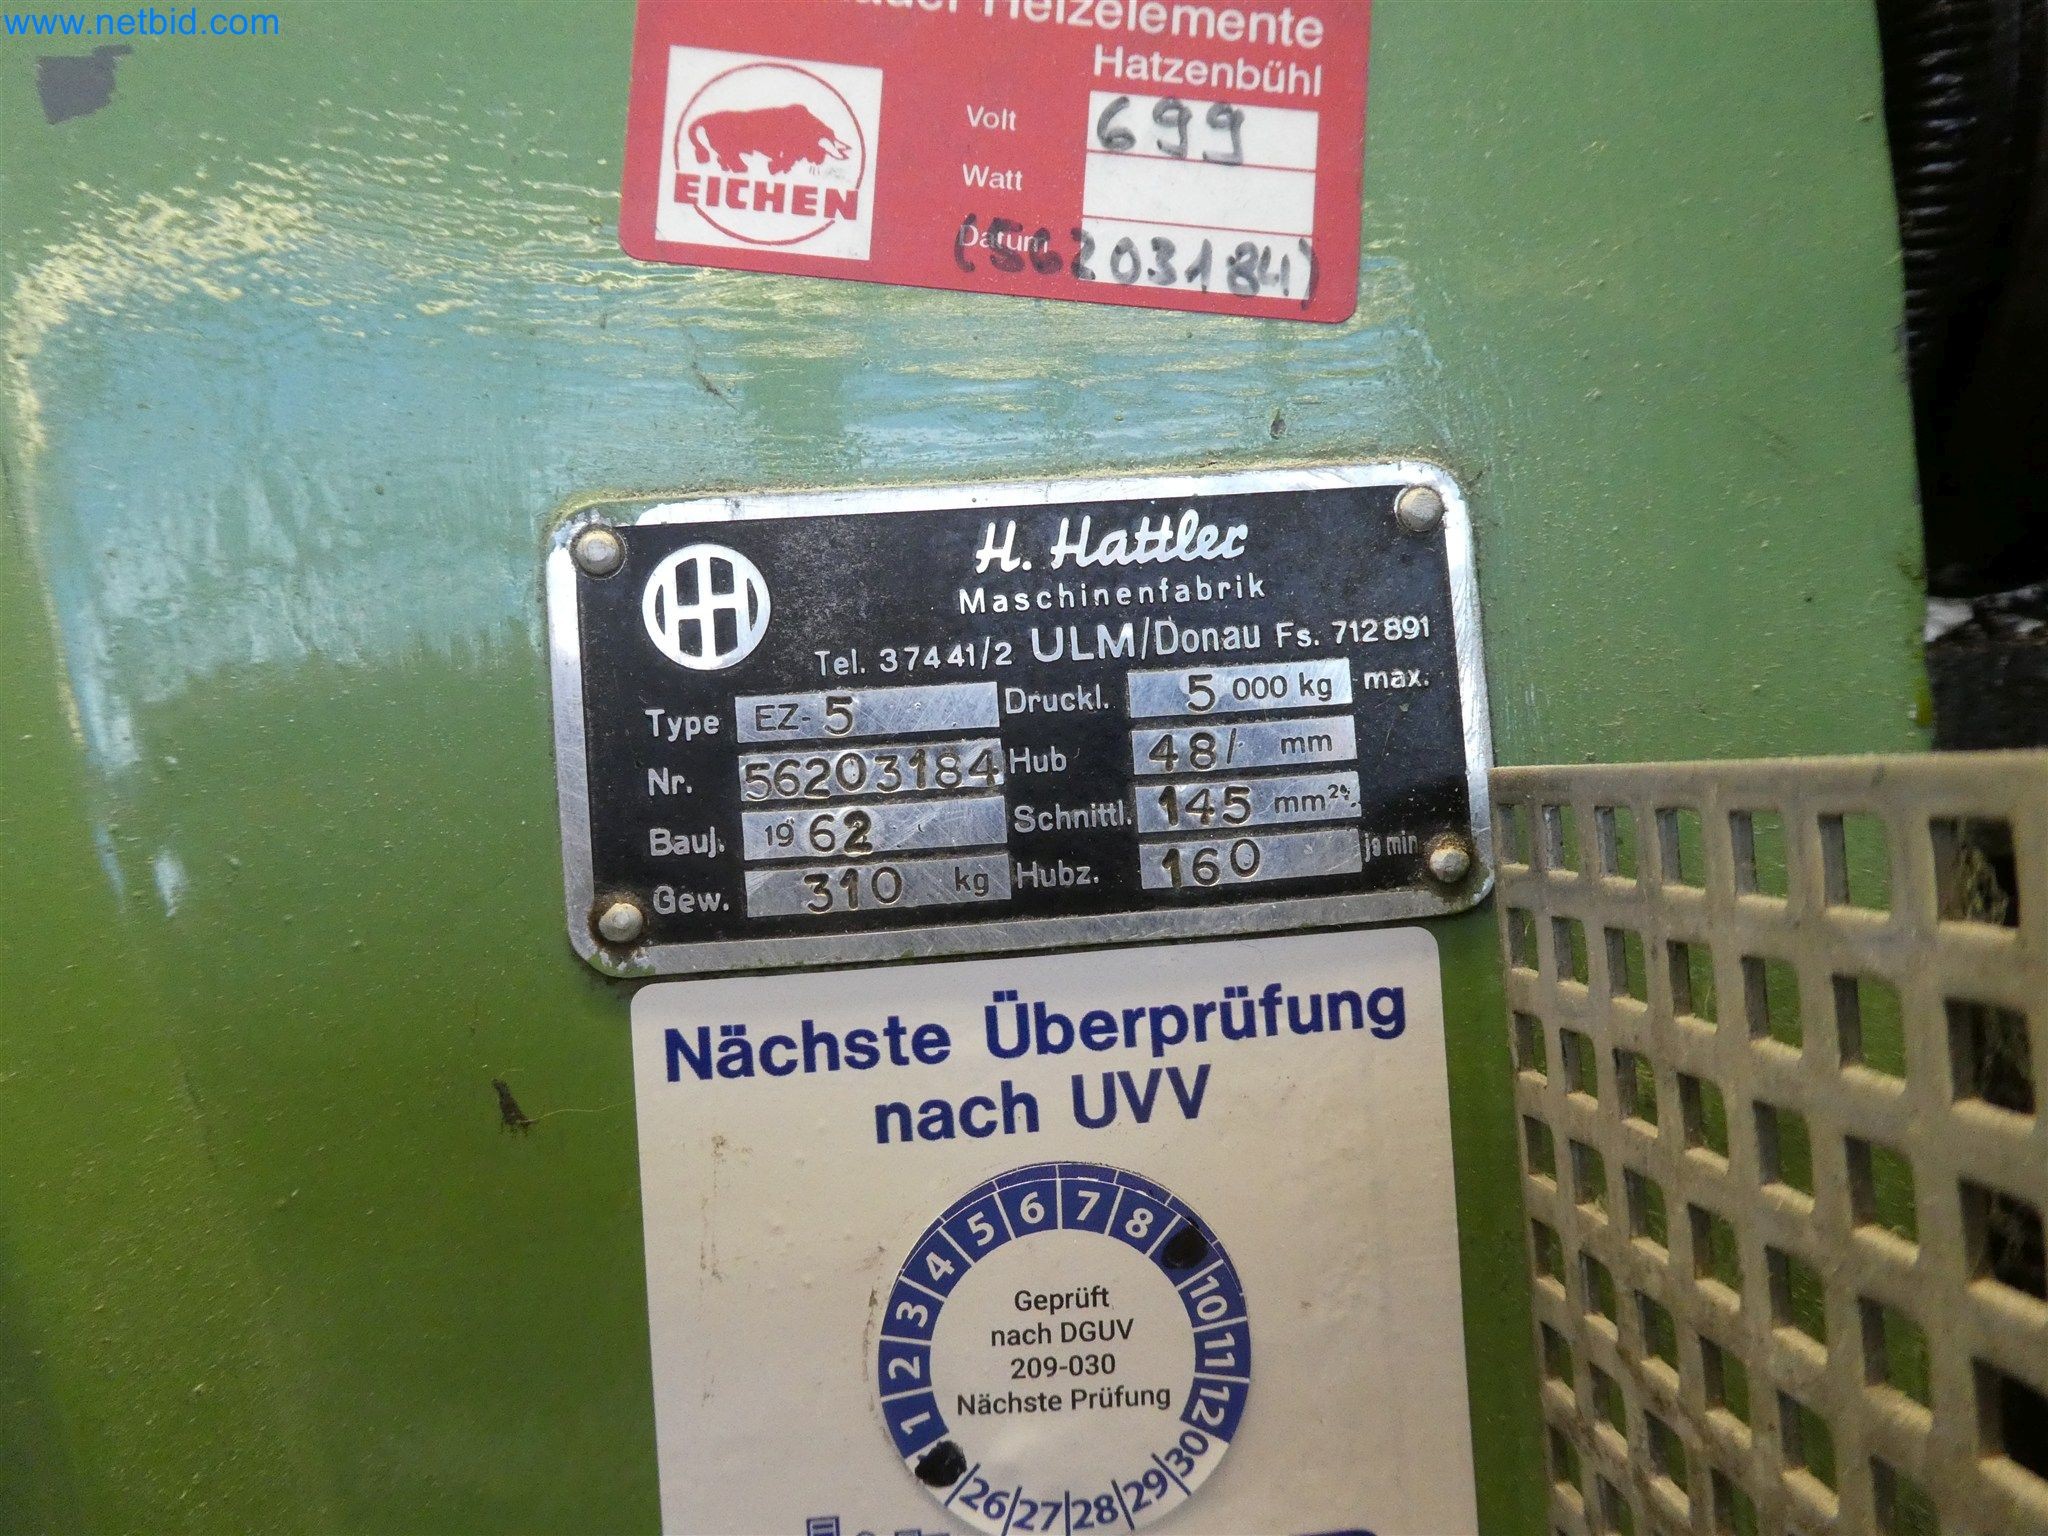 www.netbid.com
Heizelemente
Hatzenbühl
EICHEN
Volt 699
Watt
Datum (56203184)
H. Hattler
Maschinenfabrik
Tel. 37441/2 ULM/Donau Fs. 712891
Type EZ-5 Druckl. 5 000 kg max.
Nr. 56203184 Hub 48/ mm
Bauj. 1962 Schnittl. 145 mm
Gew. 310 kg Hubz. 160 je min
Nächste Überprüfung
nach UVV
1 2 3 4 5 6 7 8 10 11 12
Geprüft
nach DGUV
209-030
Nächste Prüfung
26 27 28 29 30